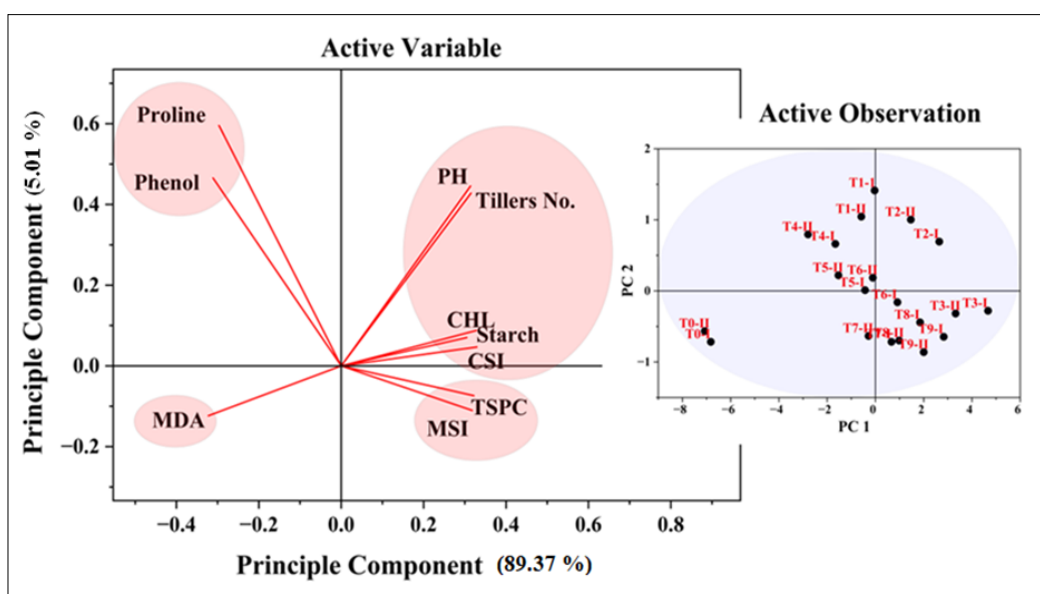 Active Variable
Principle Component (5.01 %)
0.6
0.4
0.2
0.0
−0.2
Proline
Phenol
PH
Tillers No.
CHL
Starch
CSI
MDA
TSPC
MSI
−0.4
−0.2
0.0
0.2
0.4
0.6
0.8
Principle Component (89.37 %)
Active Observation
PC 2
2
1
0
−1
T1-I
T1-II
T2-II
T2-I
T4-II
T4-I
T5-II
T6-II
T5-I
T6-I
T3-II
T3-I
T8-I
T0-II
T7-II
T8-II
T9-I
T9-II
−8
−6
−4
−2
0
2
4
6
PC 1